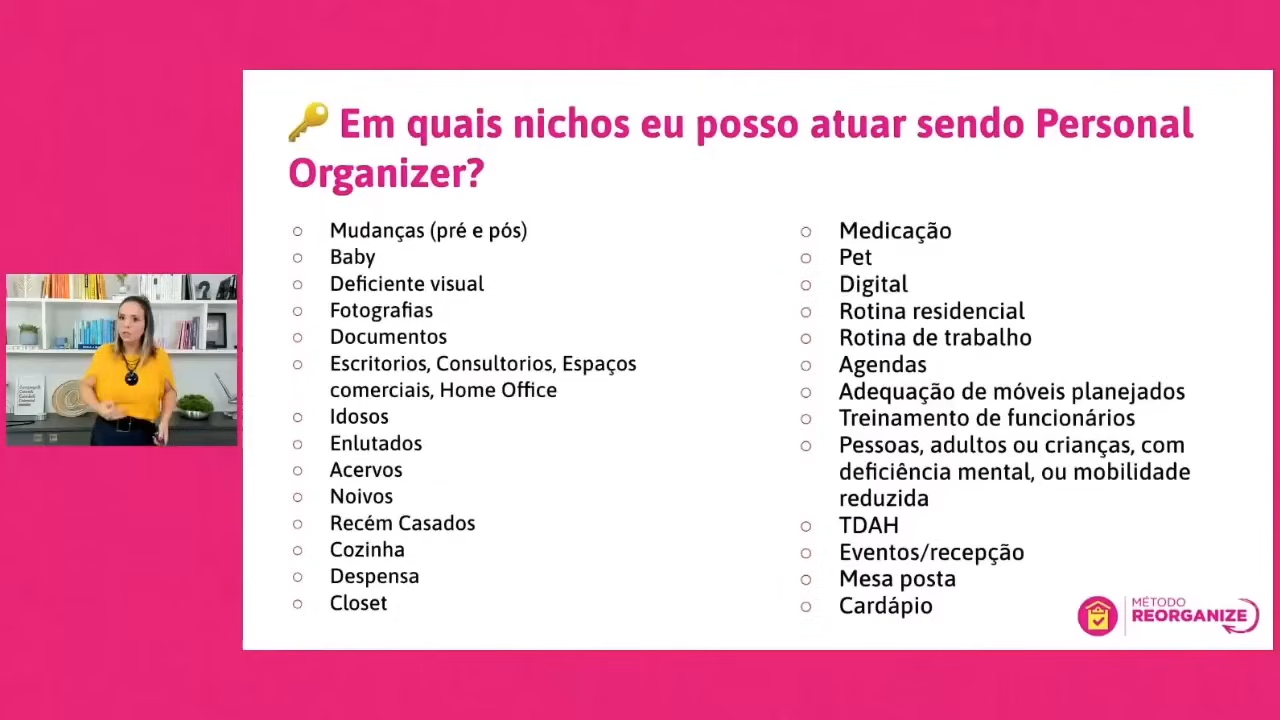 🔑 Em quais nichos eu posso atuar sendo Personal
Organizer?
○ Mudanças (pré e pós)
○ Baby
○ Deficiente visual
○ Fotografias
○ Documentos
○ Escritorios, Consultorios, Espaços
comerciais, Home Office
○ Idosos
○ Enlutados
○ Acervos
○ Noivos
○ Recém Casados
○ Cozinha
○ Despensa
○ Closet
○ Medicação
○ Pet
○ Digital
○ Rotina residencial
○ Rotina de trabalho
○ Agendas
○ Adequação de móveis planejados
○ Treinamento de funcionários
○ Pessoas, adultos ou crianças, com
deficiência mental, ou mobilidade
reduzida
○ TDAH
○ Eventos/recepção
○ Mesa posta
○ Cardápio
MÉTODO
REORGANIZE